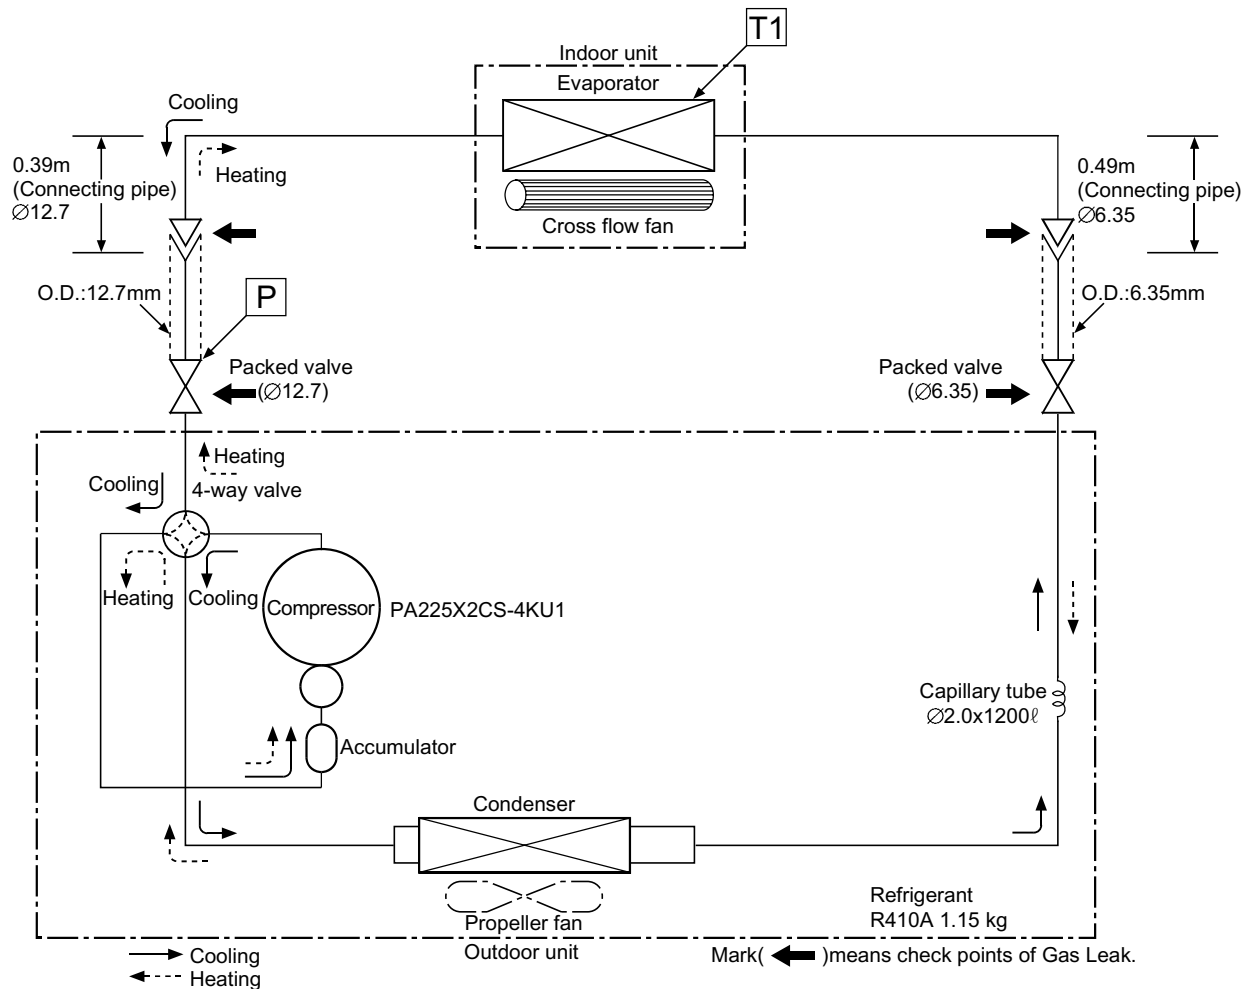 T1
Indoor unit
Evaporator
Cooling
Heating
0.39m
(Connecting pipe)
∅12.7
0.49m
(Connecting pipe)
∅6.35
Cross flow fan
O.D.:12.7mm
P
O.D.:6.35mm
Packed valve
(∅12.7)
Packed valve
(∅6.35)
Heating
Cooling
4-way valve
Heating
Cooling
Compressor
PA225X2CS-4KU1
Capillary tube
∅2.0x1200ℓ
Accumulator
Condenser
Propeller fan
Refrigerant
R410A 1.15 kg
Outdoor unit
Cooling
Heating
Mark( )means check points of Gas Leak.